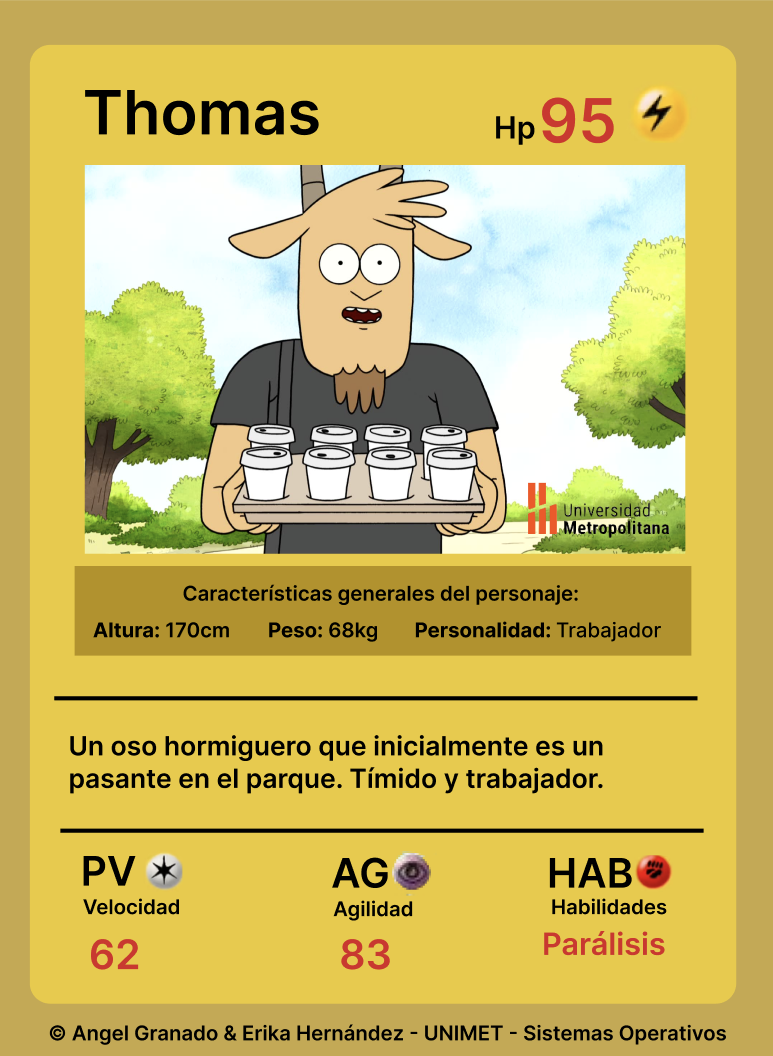 Thomas
Hp 95
Universidad
Metropolitana
Características generales del personaje:
Altura: 170cm Peso: 68kg Personalidad: Trabajador
Un oso hormiguero que inicialmente es un
pasante en el parque. Tímido y trabajador.
PV AG HAB
Velocidad Agilidad Habilidades
62 83 Parálisis
© Angel Granado & Erika Hernández - UNIMET - Sistemas Operativos